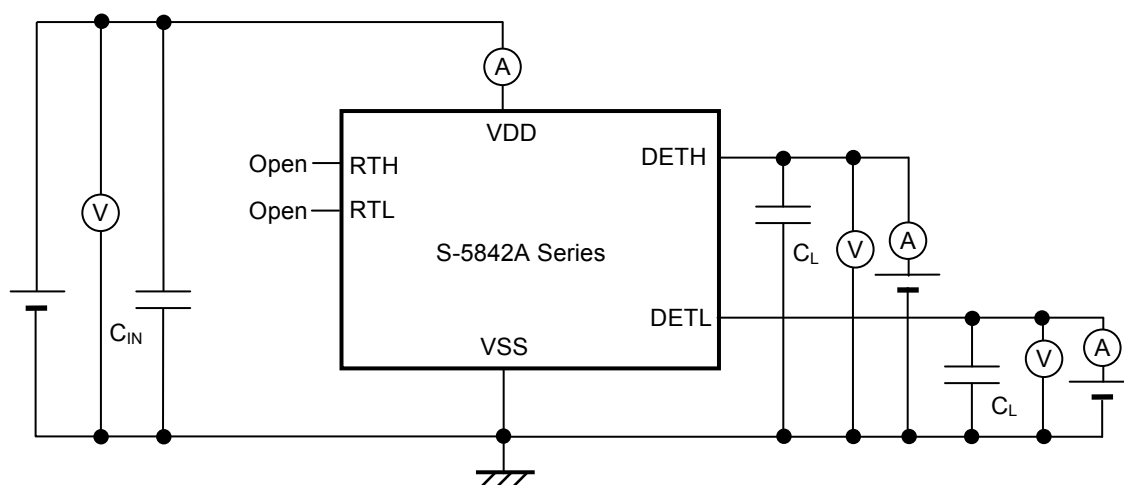 A
VDD
Open
RTH
DETH
Open
RTL
V
S-5842A Series
C_L
V
A
DETL
C_IN
VSS
V
A
C_L